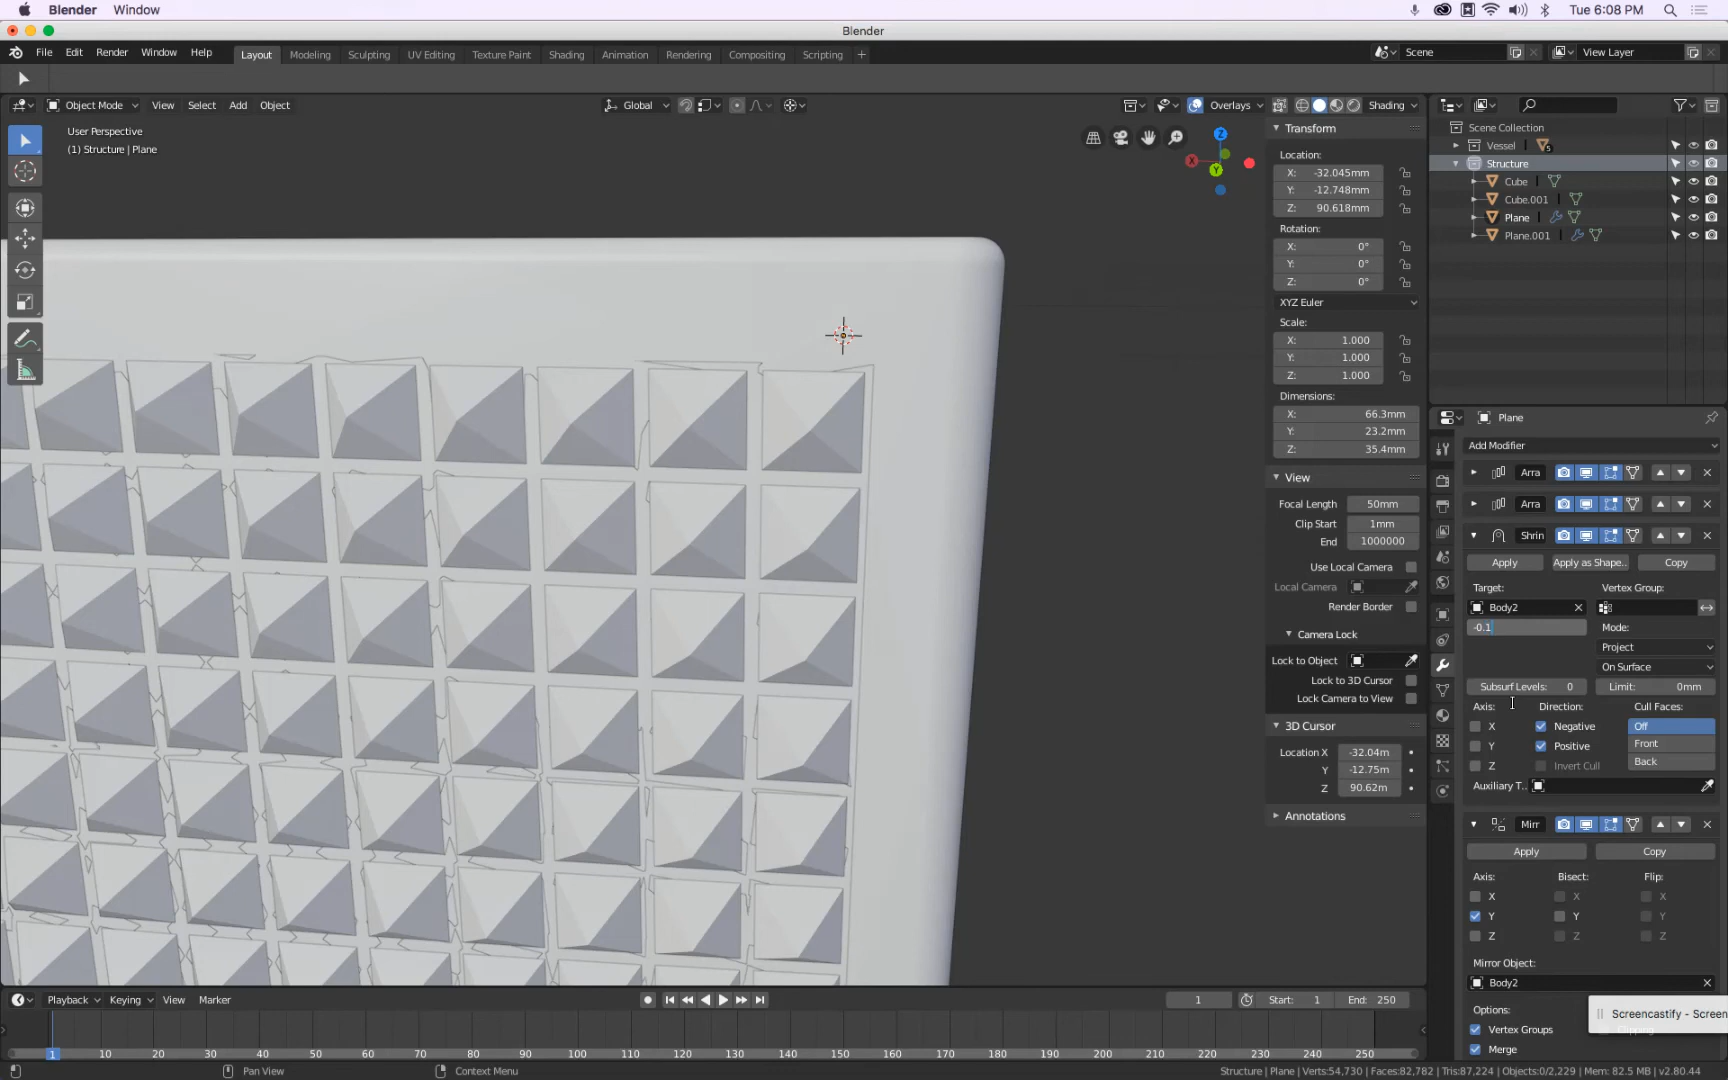 Blender Window Tue 6:08 PM
Blender
File Edit Render Window Help Layout Modeling Sculpting UV Editing Texture Paint Shading Animation Rendering Compositing Scripting + Scene View Layer
Object Mode View Select Add Object Global Overlays Shading
User Perspective
(1) Structure | Plane
Transform
Location:
X: -32.045mm
Y: -12.748mm
Z: 90.618mm
Rotation:
X: 0°
Y: 0°
Z: 0°
XYZ Euler
Scale:
X: 1.000
Y: 1.000
Z: 1.000
Dimensions:
X: 66.3mm
Y: 23.2mm
Z: 35.4mm
View
Focal Length 50mm
Clip Start 1mm
End 1000000
Use Local Camera
Local Camera
Render Border
Camera Lock
Lock to Object
Lock to 3D Cursor
Lock Camera to View
3D Cursor
Location X -32.04m
Y -12.75m
Z 90.62m
Annotations
Z
X
Y
Scene Collection
Vessel 5
Structure
Cube
Cube.001
Plane
Plane.001
Plane
Add Modifier
Arra
Arra
Shrin
Apply Apply as Shape.. Copy
Target: Vertex Group:
Body2
-0.1 Mode:
Project
On Surface
Subsurf Levels: 0 Limit: 0mm
Axis: Direction: Cull Faces:
X Negative Off
Y Positive Front
Z Invert Cull Back
Auxiliary T..
Mirr
Apply Copy
Axis: Bisect: Flip:
X X X
Y Y Y
Z Z Z
Mirror Object:
Body2
Options:
Vertex Groups
Merge
Screencastify - Screen
Playback Keying View Marker 1 Start: 1 End: 250
1 10 20 30 40 50 60 70 80 90 100 110 120 130 140 150 160 170 180 190 200 210 220 230 240 250
Pan View Context Menu Structure | Plane | Verts:54,730 | Faces:82,782 | Tris:87,224 | Objects:0/2,229 | Mem: 82.5 MB | v2.80.44